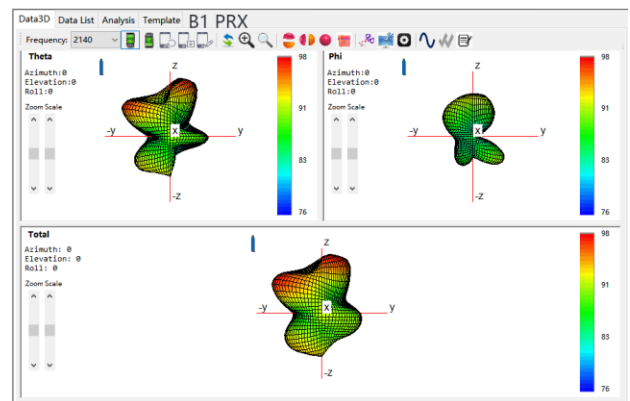 Data3D Data List Analysis Template B1 PRX
Frequency: 2140
Theta
Azimuth:0
Elevation:0
Roll:0
Zoom Scale
z
-y
x
y
-z
98
91
83
76
Phi
Azimuth:0
Elevation:0
Roll:0
Zoom Scale
z
-y
x
y
-z
98
91
83
76
Total
Azimuth: 0
Elevation: 0
Roll: 0
Zoom Scale
z
-y
x
y
-z
98
91
83
76